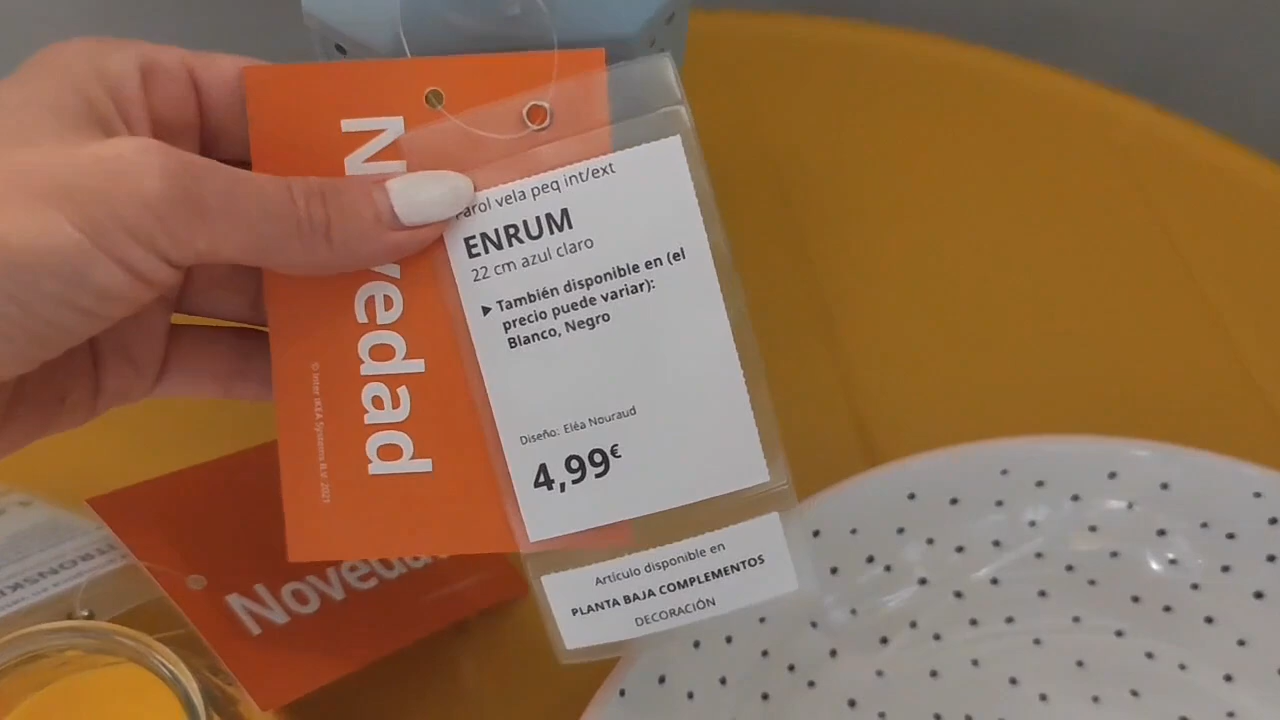 Novedad
© Inter IKEA Systems B.V. 2021
arol vela peq int/ext
ENRUM
22 cm azul claro
▶ También disponible en (el
precio puede variar):
Blanco, Negro
Diseño: Eléa Nouraud
4,99€
Artículo disponible en
PLANTA BAJA COMPLEMENTOS
DECORACIÓN
Noveda